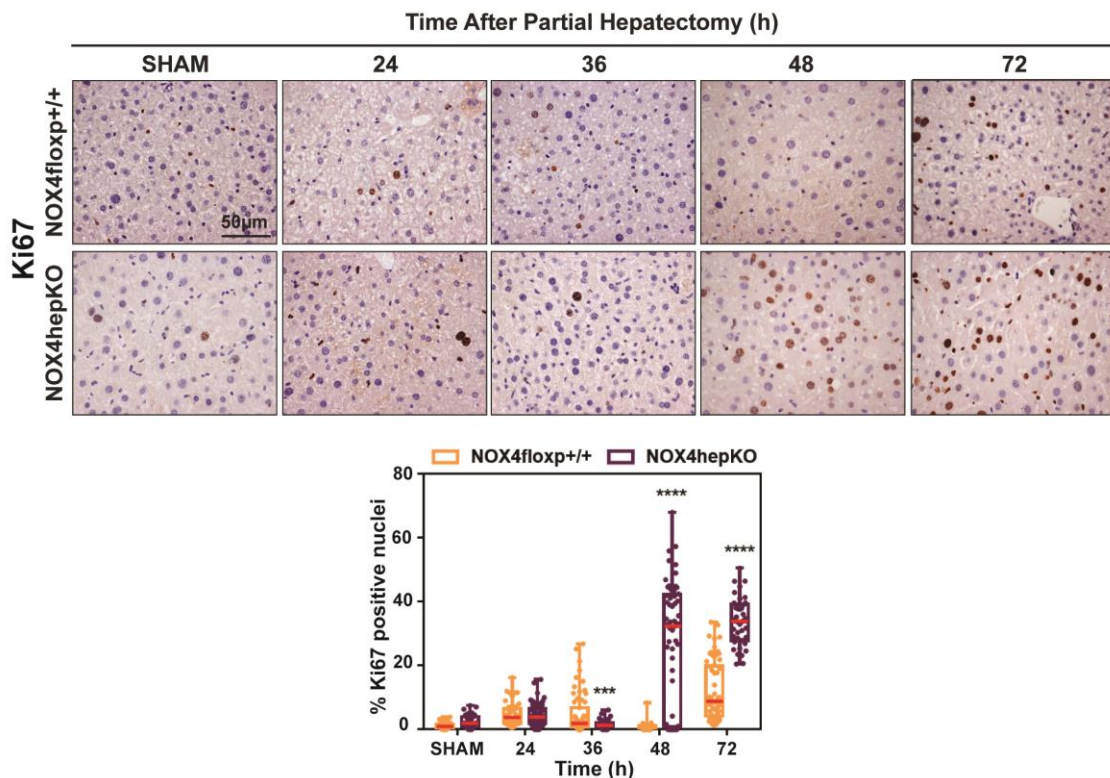 Time After Partial Hepatectomy (h)
SHAM 24 36 48 72
Ki67
NOX4floxp+/+
50µm
NOX4hepKO
NOX4floxp+/+ NOX4hepKO
% Ki67 positive nuclei
80
60
40
20
0
***
****
****
SHAM 24 36 48 72
Time (h)